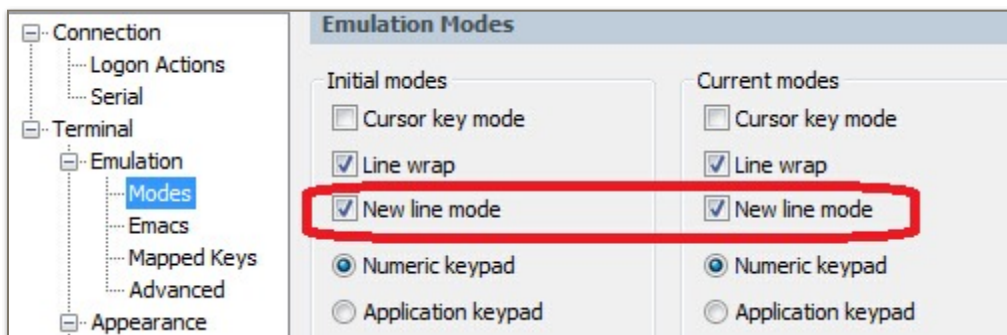 Connection
Logon Actions
Serial
Terminal
Emulation
Modes
Emacs
Mapped Keys
Advanced
Appearance
Emulation Modes
Initial modes
Cursor key mode
Line wrap
New line mode
Numeric keypad
Application keypad
Current modes
Cursor key mode
Line wrap
New line mode
Numeric keypad
Application keypad